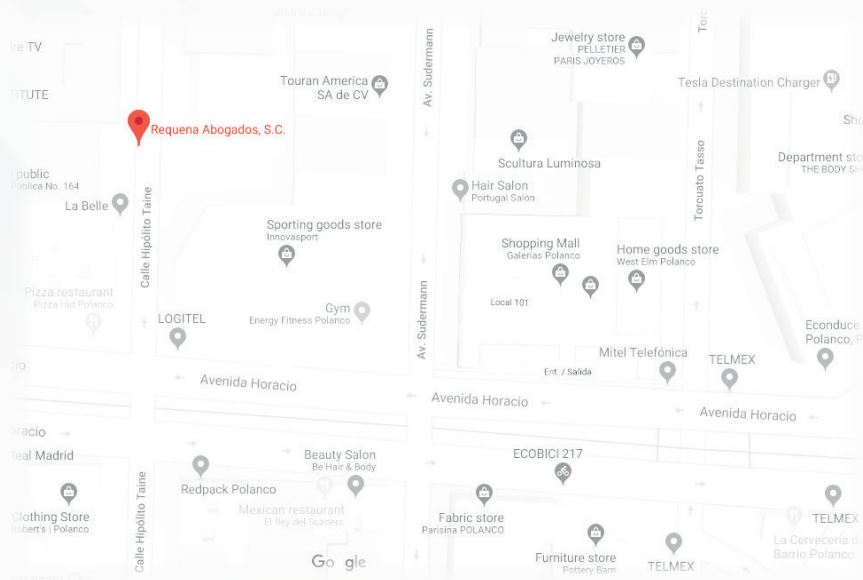 re TV
ITUTE
Touran America
SA de CV
Av. Sudermann
Jewelry store
PELLETIER
PARIS JOYEROS
Torc
Tesla Destination Charger
Sho
Requena Abogados, S.C.
Scultura Luminosa
Department sto
THE BODY SH
public
Publica No. 164
La Belle
Calle Hipólito Taine
Hair Salon
Portugal Salón
Torcuato Tasso
Sporting goods store
Innovasport
Shopping Mall
Galerías Polanco
Home goods store
West Elm Polanco
Pizza restaurant
Pizza Hut Polanco
Local 101
LOGITEL
Gym
Energy Fitness Polanco
Av. Sudermann
Econduce
Polanco, P
Mitel Telefónica
TELMEX
Ent. / Salida
io
Avenida Horacio
Avenida Horacio
Avenida Horacio
oracio
Real Madrid
Beauty Salon
Be Hair & Body
ECOBICI 217
Redpack Polanco
Calle Hipólito Taine
Clothing Store
Robert's | Polanco
Mexican restaurant
El Rey del Suadero
Fabric store
Parisina POLANCO
TELMEX
La Cervecería d
Barrio Polanco
Furniture store
Pottery Barn
TELMEX
Go gle